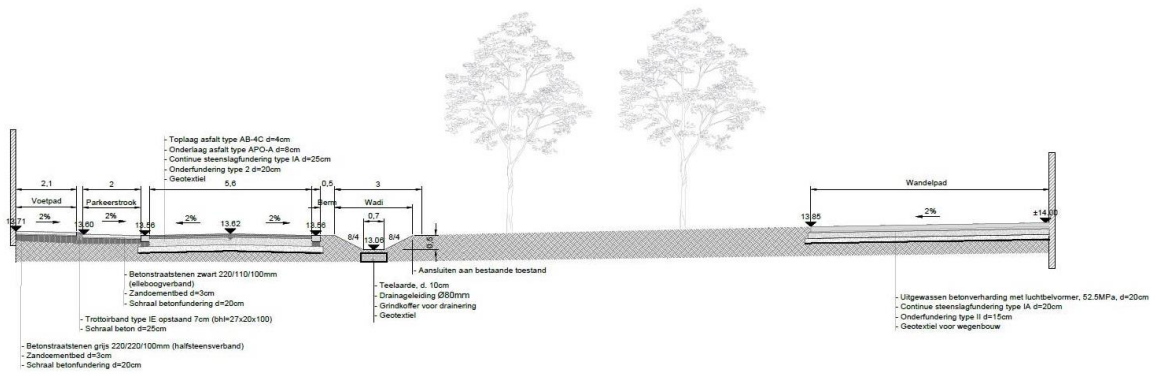 - Toplaag asfalt type AB-4C d=4cm
- Onderlaag asfalt type APO-A d=8cm
- Continue steenslagfundering type IA d=25cm
- Onderfundering type 2 d=20cm
- Geotextiel
2,1 2 5,6 0,5 3
Voetpad Parkeerstrook Berm Wadi Wandelpad
0,7
2% 2% 2% 2% 2%
13.71 13.60 13.56 13.62 13.56 8/4 13.06 8/4 0,5 13.85 ±14.00
- Aansluiten aan bestaande toestand
- Betonstraatstenen zwart 220/110/100mm
(elleboogverband)
- Zandcementbed d=3cm
- Schraal betonfundering d=20cm
- Teelaarde, d. 10cm
- Drainageleiding Ø80mm
- Grindkoffer voor drainering
- Geotextiel
- Uitgewassen betonverharding met luchtbelvormer, 52.5MPa, d=20cm
- Continue steenslagfundering type IA d=20cm
- Onderfundering type II d=15cm
- Geotextiel voor wegenbouw
- Trottoirband type IE opstaand 7cm (bhl=27x20x100)
- Schraal beton d=25cm
- Betonstraatstenen grijs 220/220/100mm (halfsteensverband)
- Zandcementbed d=3cm
- Schraal betonfundering d=20cm